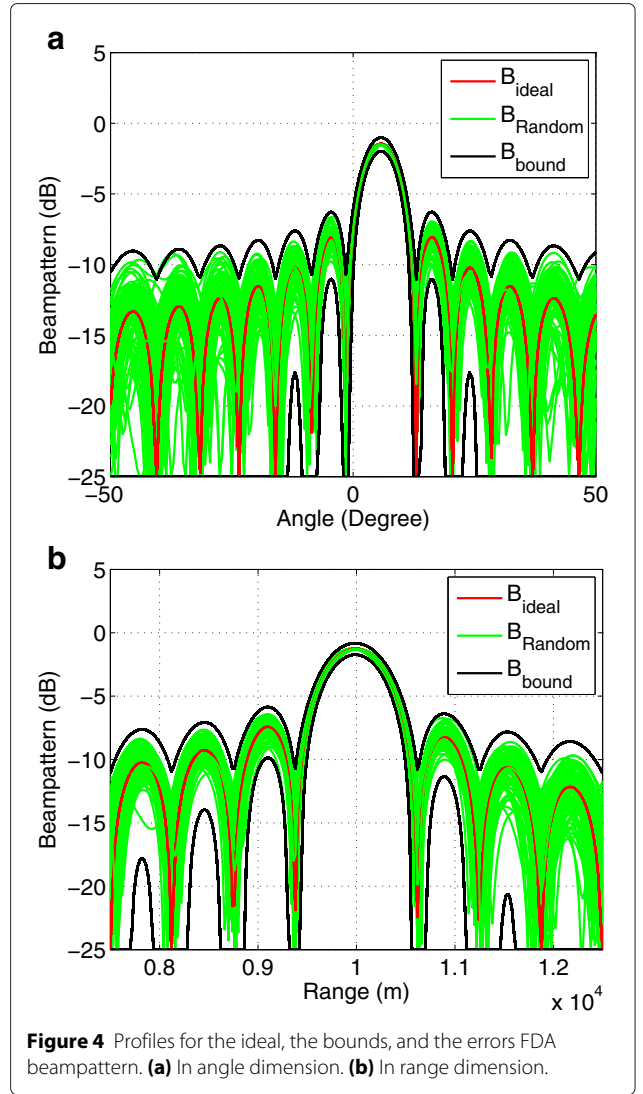 a
5
0
−5
−10
−15
−20
−25
Beampattern (dB)
B_ideal
B_Random
B_bound
−50 0 50
Angle (Degree)
b
5
0
−5
−10
−15
−20
−25
Beampattern (dB)
B_ideal
B_Random
B_bound
0.8 0.9 1 1.1 1.2
Range (m)
x 10^4
Figure 4 Profiles for the ideal, the bounds, and the errors FDA
beampattern. (a) In angle dimension. (b) In range dimension.